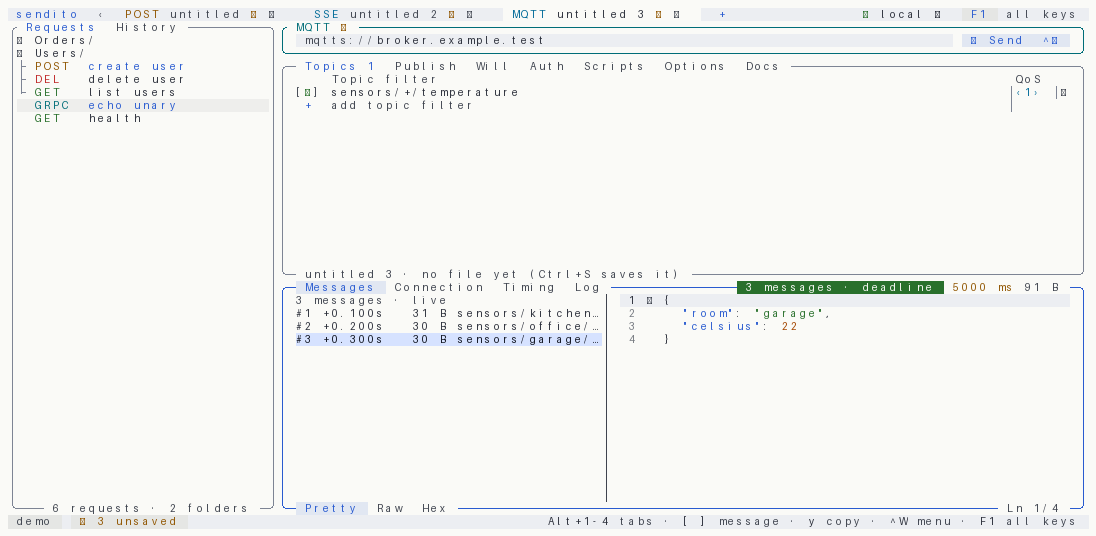 sendito ‹ POST untitled SSE untitled 2 MQTT untitled 3 + local F1 all keys
Requests History
Orders/
Users/
POST create user
DEL delete user
GET list users
GRPC echo unary
GET health
6 requests · 2 folders
MQTT
mqtts://broker.example.test Send ^
Topics 1 Publish Will Auth Scripts Options Docs
Topic filter QoS
[ ] sensors/+/temperature ‹1›
+ add topic filter
untitled 3 · no file yet (Ctrl+S saves it)
Messages Connection Timing Log 3 messages · deadline 5000 ms 91 B
3 messages · live
#1 +0.100s 31 B sensors/kitchen…
#2 +0.200s 30 B sensors/office/…
#3 +0.300s 30 B sensors/garage/…
1 {
2 "room": "garage",
3 "celsius": 22
4 }
Pretty Raw Hex Ln 1/4
demo 3 unsaved Alt+1-4 tabs · [ ] message · y copy · ^W menu · F1 all keys